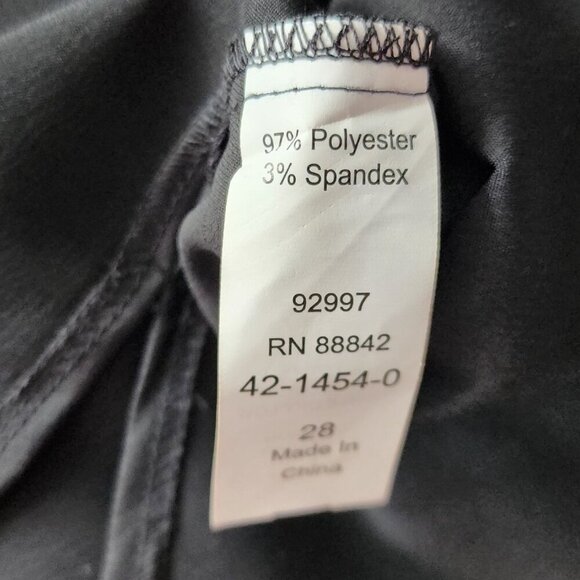 97% Polyester
3% Spandex
92997
RN 88842
42-1454-0
28
Made In
China